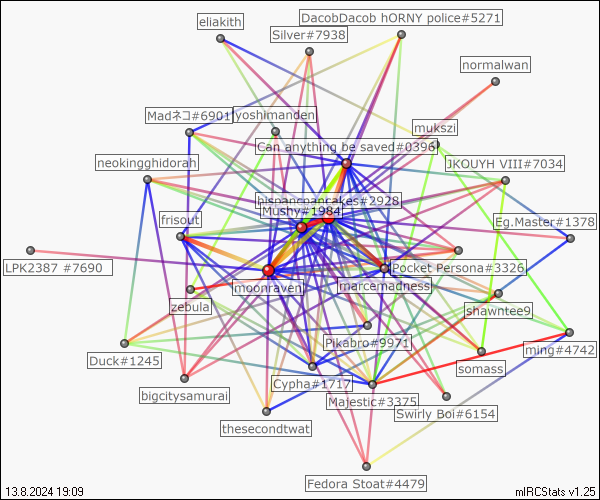 eliakith
DacobDacob hORNY police#5271
Silver#7938
normalwan
Madネコ#6901
yoshimanden
mukszi
Can anything be saved#0396
neokingghidorah
JKOUYH VIII#7034
hispancpancakes#2928
Mushy#1984
frisout
Eg.Master#1378
LPK2387 #7690
Pocket Persona#3326
moonraven
marcemadness
zebula
shawntee9
Pikabro#9971
ming#4742
Duck#1245
somass
Cypha#1717
bigcitysamurai
Majestic#3375
Swirly Boi#6154
thesecondtwat
Fedora Stoat#4479
13.8.2024 19:09
mIRCStats v1.25